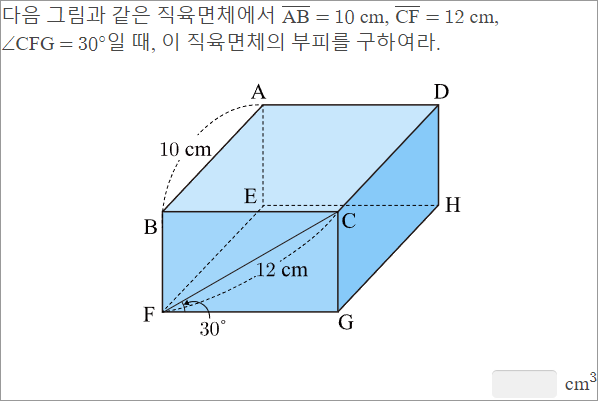 다음 그림과 같은 직육면체에서 AB = 10 cm, CF = 12 cm,
∠CFG = 30°일 때, 이 직육면체의 부피를 구하여라.
A
D
10 cm
E
H
B
C
12 cm
F
30°
G
cm³